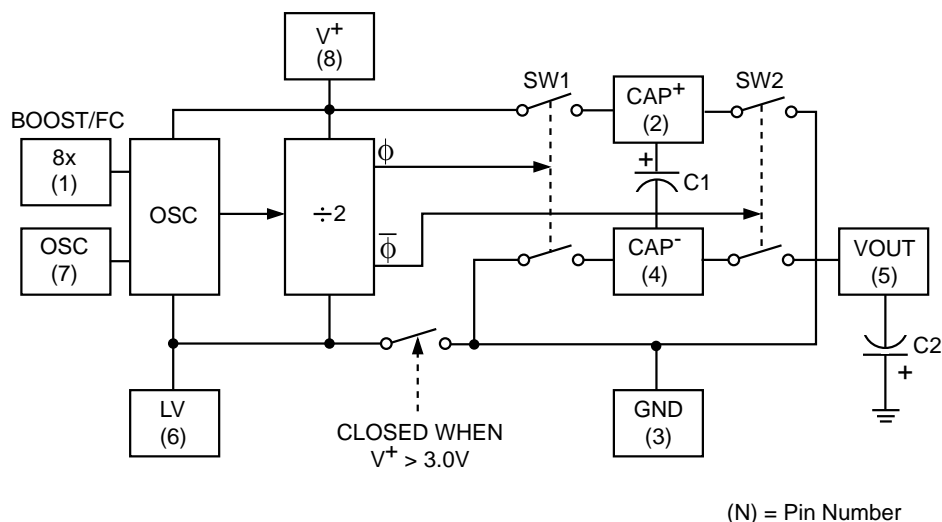 V+
(8)
SW1
CAP+
(2)
SW2
BOOST/FC
8x
(1)
OSC
÷2
ϕ
+
C1
OSC
(7)
ϕ̅
CAP-
(4)
VOUT
(5)
C2
+
LV
(6)
CLOSED WHEN
V+ > 3.0V
GND
(3)
(N) = Pin Number